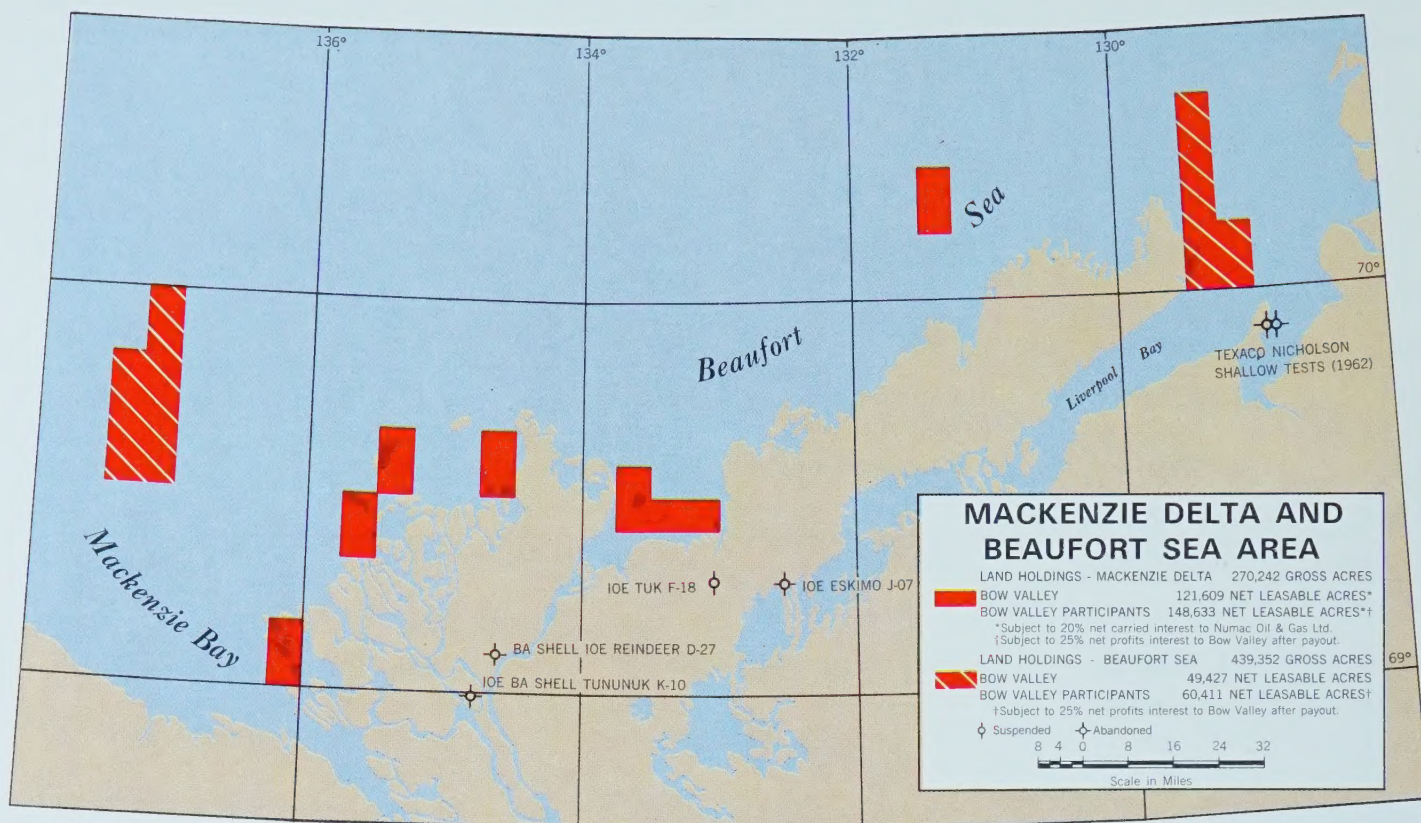 136°
134°
132°
130°
Sea
70°
Beaufort
Liverpool Bay
TEXACO NICHOLSON
SHALLOW TESTS (1962)
Mackenzie Bay
IOE TUK F-18
IOE ESKIMO J-07
BA SHELL IOE REINDEER D-27
IOE BA SHELL TUNUNUK K-10
69°
MACKENZIE DELTA AND
BEAUFORT SEA AREA
LAND HOLDINGS - MACKENZIE DELTA 270,242 GROSS ACRES
BOW VALLEY 121,609 NET LEASABLE ACRES*
BOW VALLEY PARTICIPANTS 148,633 NET LEASABLE ACRES*†
*Subject to 20% net carried interest to Numac Oil & Gas Ltd.
†Subject to 25% net profits interest to Bow Valley after payout.
LAND HOLDINGS - BEAUFORT SEA 439,352 GROSS ACRES
BOW VALLEY 49,427 NET LEASABLE ACRES
BOW VALLEY PARTICIPANTS 60,411 NET LEASABLE ACRES†
†Subject to 25% net profits interest to Bow Valley after payout.
Suspended Abandoned
8 4 0 8 16 24 32
Scale in Miles